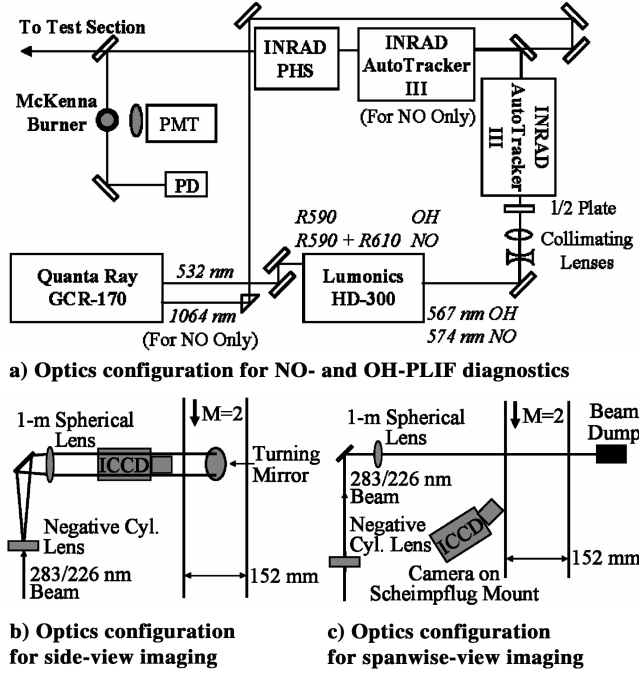 To Test Section
INRAD
PHS
INRAD
AutoTracker
III
(For NO Only)
INRAD
AutoTracker
III
McKenna
Burner
PMT
PD
1/2 Plate
Collimating
Lenses
R590 OH
R590 + R610 NO
Quanta Ray
GCR-170
532 nm
1064 nm
(For NO Only)
Lumonics
HD-300
567 nm OH
574 nm NO
a) Optics configuration for NO- and OH-PLIF diagnostics
1-m Spherical
Lens
M=2
ICCD
Turning
Mirror
Negative Cyl.
Lens
283/226 nm
Beam
152 mm
b) Optics configuration
for side-view imaging
1-m Spherical
Lens
M=2
Beam
Dump
283/226 nm
Beam
Negative
Cyl. Lens
ICCD
Camera on
Scheimpflug Mount
152 mm
c) Optics configuration
for spanwise-view imaging